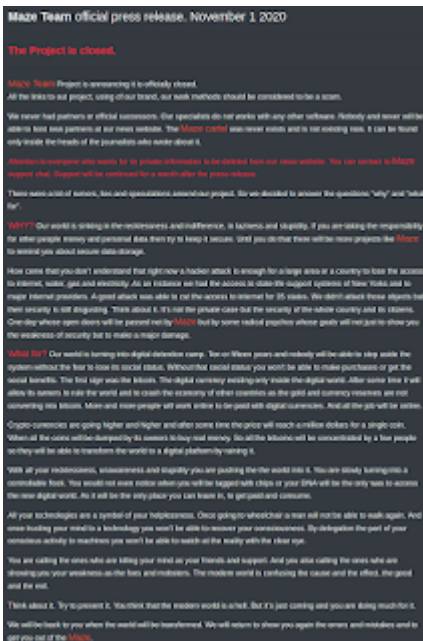 Maze Team official press release. November 1 2020
The Project is closed.
Maze Team Project is announcing it is officially closed.
All the links to our project, using of our brand, our work methods should be considered to be a scam.
We never had partners or official successors. Our specialists do not works with any other software. Nobody and never will be
able to host new partners at our news website. The Maze cartel was never exists and is not existing now. It can be found
only inside the heads of the journalists who wrote about it.
Attention to everyone who wants for its private information to be deleted from our news website. You can contact to Maze
support chat. Support will be continued for a month after the press release.
There were a lot of rumors, lies and speculations around our project. So we decided to answer the questions "why" and "what
for".
WHY? Our world is sinking in the recklessness and indifference, in laziness and stupidity. If you are taking the responsibility
for other people money and personal data then try to keep it secure. Until you do that there will be more projects like Maze
to remind you about secure data storage.
How come that you don't understand that right now a hacker attack is enough for a large area or a country to lose the access
to internet, water, gas and electricity. As an instance we had the access to state life support systems of New Yorks and to
major internet providers. A good attack was able to cut the access to internet for 35 states. We didn't attack those objects but
their security is still disgusting. Think about it. It's not the private case but the security of the whole country and its citizens.
One day whose open doors will be passed not by Maze but by some radical psychos whose goals will not just to show you
the weakness of security but to make a major damage.
What for? Our world is turning into digital detention camp. Ten or fifteen years and nobody will be able to step aside the
system without the fear to lose its social status. Without that social status you won't be able to make purchases or get the
social benefits. The first sign was the bitcoin. The digital currency existing only inside the digital world. After some time it will
allow its owners to rule the world and to crash the economy of other countries as the gold and currency reserves are not
converting into bitcoin. More and more people will work online to be paid with digital currencies. And all the job will be online.
Crypto-currencies are going higher and higher and after some time the price will reach a million dollars for a single coin.
When all the coins will be dumped by its owners to buy real money. So all the bitcoins will be concentrated by a few people
so they will be able to transform the world to a digital platform by ruining it.
With all your recklessness, unawareness and stupidity you are pushing the the world into it. You are slowly turning into a
controllable flock. You would not even notice when you will be tagged with chips or your DNA will be the only was to access
the new digital world. As it will be the only place you can leave in, to get paid and consume.
All your technologies are a symbol of your helplessness. Once going to wheelchair a man will not be able to walk again. And
once trusting your mind to a technology you won't be able to recover your consciousness. By delegation the part of your
conscious activity to machines you won't be able to watch at the reality with the clear eye.
You are calling the ones who are killing your mind as your friends and support. And you also calling the ones who are
showing you your weakness as the foes and molesters. The modern world is confusing the cause and the effect, the good
and the evil.
Think about it. Try to prevent it. You think that the modern world is a hell. But it's just coming and you are doing much for it.
We will be back to you when the world will be transformed. We will return to show you again the errors and mistakes and to
get you out of the Maze.